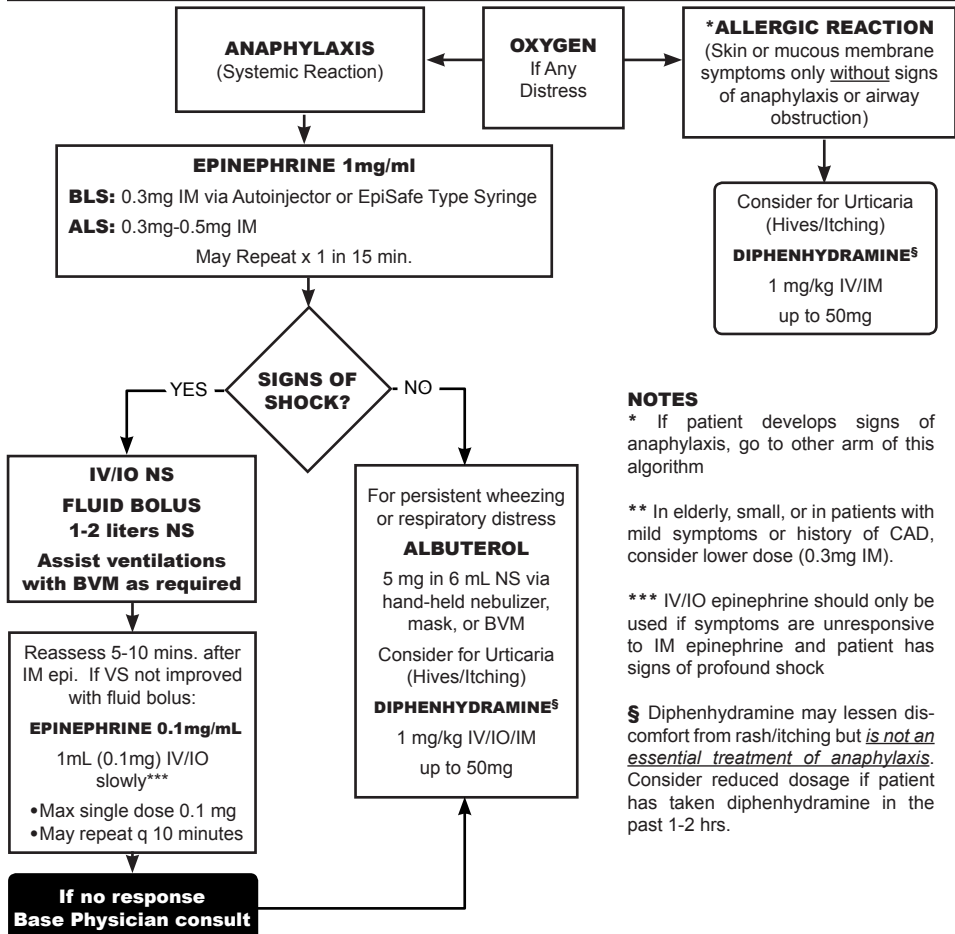 ANAPHYLAXIS
(Systemic Reaction)
OXYGEN
If Any
Distress
*ALLERGIC REACTION
(Skin or mucous membrane
symptoms only without signs
of anaphylaxis or airway
obstruction)
EPINEPHRINE 1mg/ml
BLS: 0.3mg IM via Autoinjector or EpiSafe Type Syringe
ALS: 0.3mg-0.5mg IM
May Repeat x 1 in 15 min.
Consider for Urticaria
(Hives/Itching)
DIPHENHYDRAMINE§
1 mg/kg IV/IM
up to 50mg
SIGNS OF
SHOCK?
YES
NO
IV/IO NS
FLUID BOLUS
1-2 liters NS
Assist ventilations
with BVM as required
Reassess 5-10 mins. after
IM epi. If VS not improved
with fluid bolus:
EPINEPHRINE 0.1mg/mL
1mL (0.1mg) IV/IO
slowly***
•Max single dose 0.1 mg
•May repeat q 10 minutes
If no response
Base Physician consult
For persistent wheezing
or respiratory distress
ALBUTEROL
5 mg in 6 mL NS via
hand-held nebulizer,
mask, or BVM
Consider for Urticaria
(Hives/Itching)
DIPHENHYDRAMINE§
1 mg/kg IV/IO/IM
up to 50mg
NOTES
* If patient develops signs of
anaphylaxis, go to other arm of this
algorithm
** In elderly, small, or in patients with
mild symptoms or history of CAD,
consider lower dose (0.3mg IM).
*** IV/IO epinephrine should only be
used if symptoms are unresponsive
to IM epinephrine and patient has
signs of profound shock
§ Diphenhydramine may lessen dis-
comfort from rash/itching but is not an
essential treatment of anaphylaxis.
Consider reduced dosage if patient
has taken diphenhydramine in the
past 1-2 hrs.